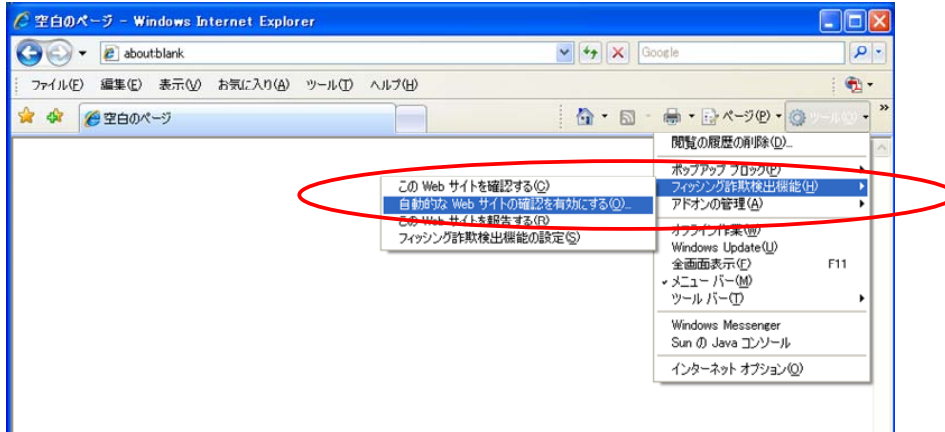 空白のページ - Windows Internet Explorer
about:blank
Google
ファイル(F) 編集(E) 表示(V) お気に入り(A) ツール(T) ヘルプ(H)
空白のページ
ページ(P) ツール(O) »
閲覧の履歴の削除(D)...
ポップアップ ブロック(P)
フィッシング詐欺検出機能(H)
アドオンの管理(A)
オフライン作業(W)
Windows Update(U)
全画面表示(F) F11
メニュー バー(M)
ツール バー(T)
Windows Messenger
Sun の Java コンソール
インターネット オプション(O)
この Web サイトを確認する(C)
自動的な Web サイトの確認を有効にする(O)...
この Web サイトを報告する(R)
フィッシング詐欺検出機能の設定(S)